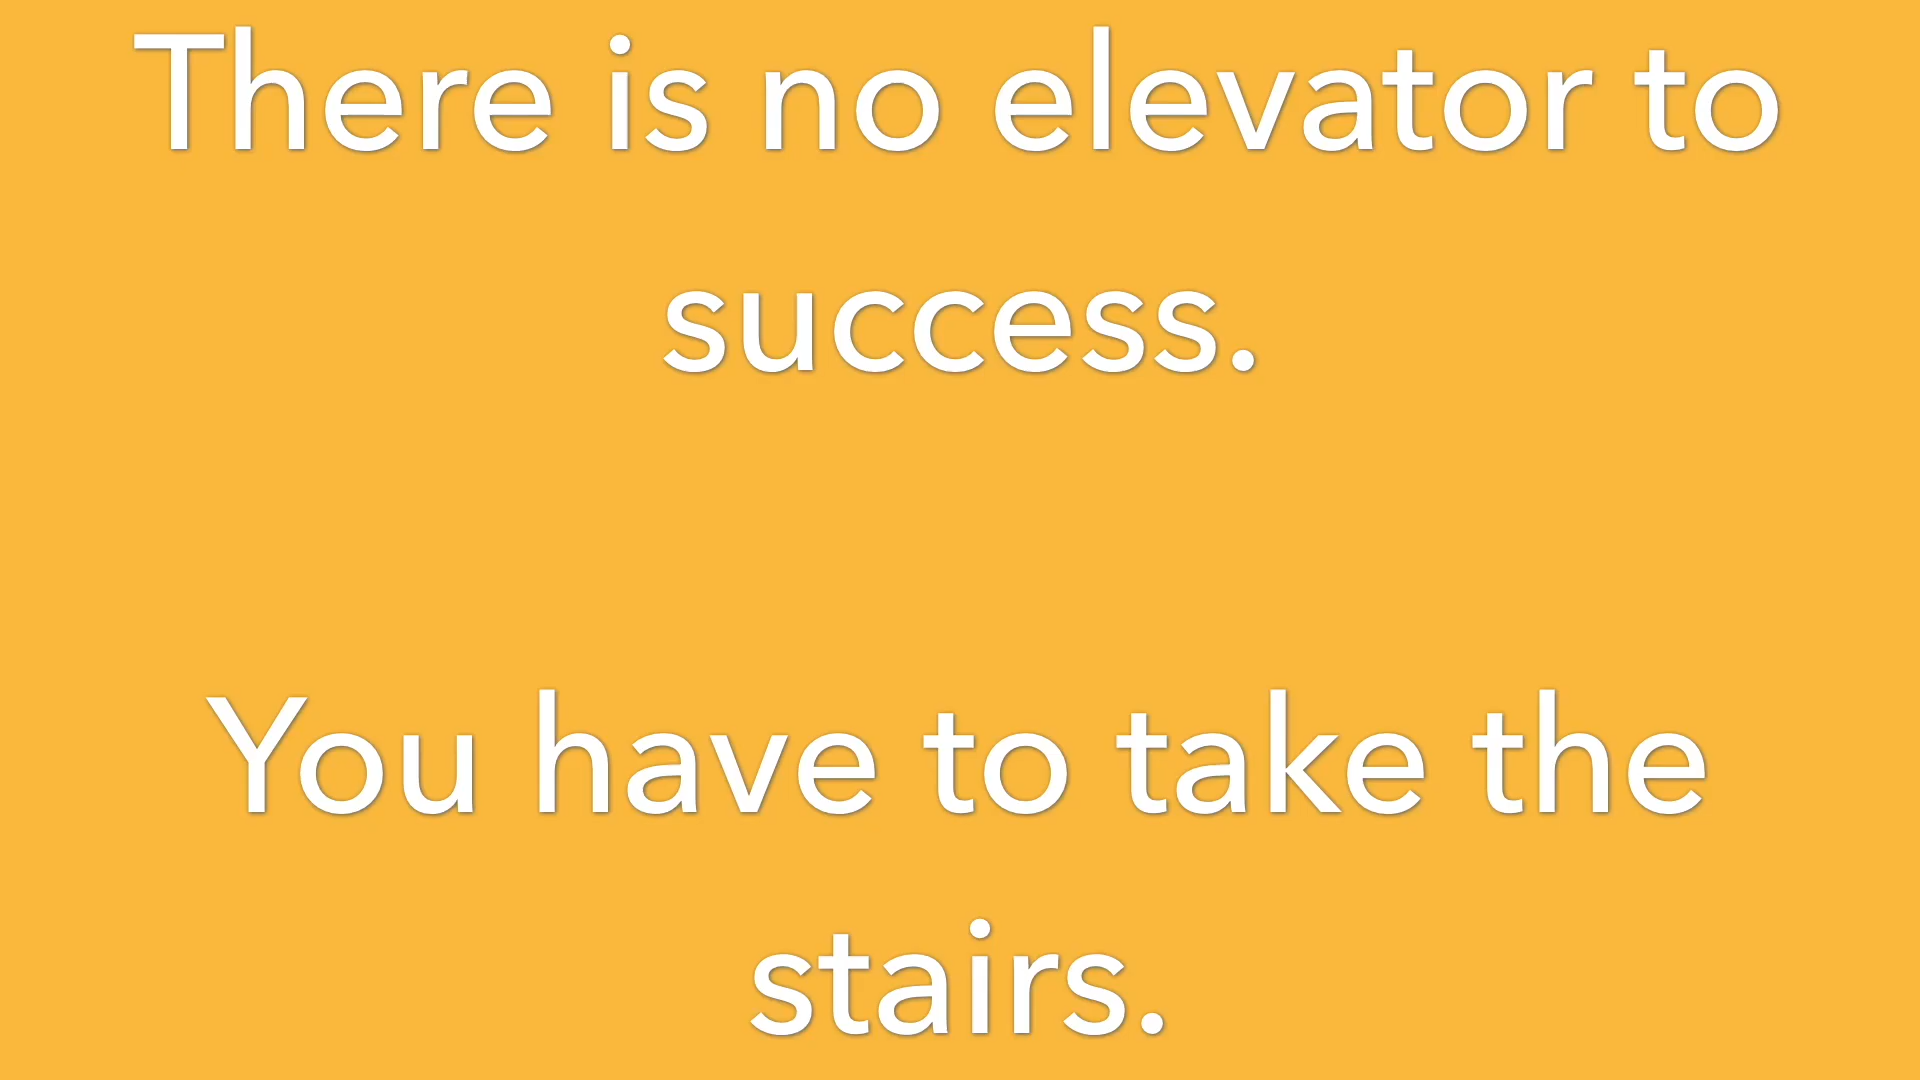 There is no elevator to
success.
You have to take the
stairs.